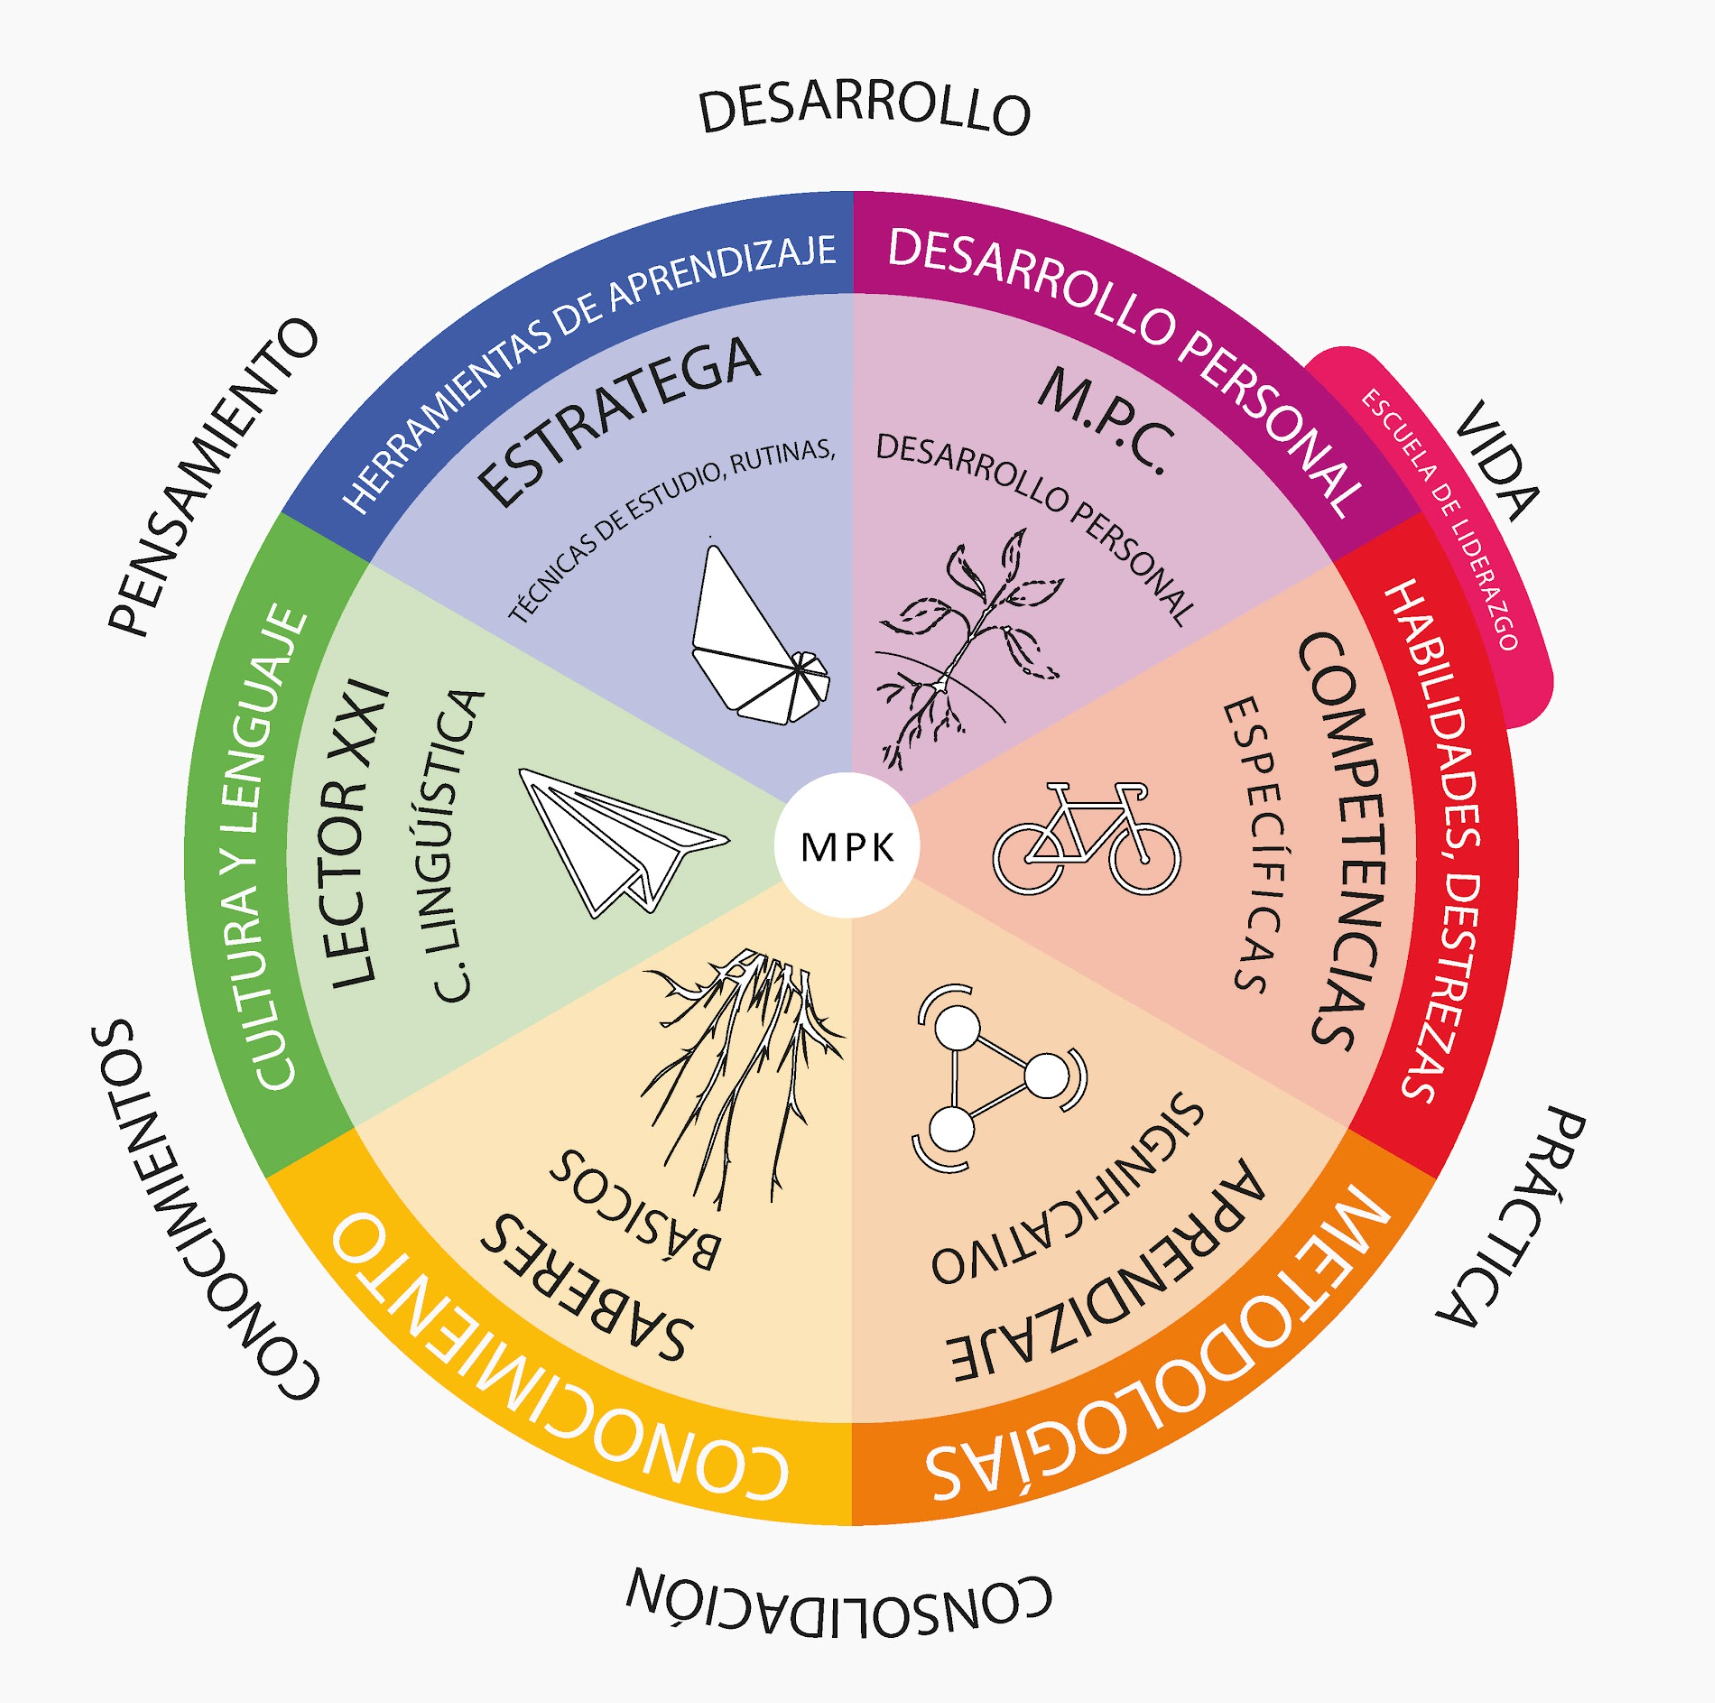 DESARROLLO
VIDA
PRÁCTICA
CONSOLIDACIÓN
CONOCIMIENTOS
PENSAMIENTO
HERRAMIENTAS DE APRENDIZAJE
ESTRATEGA
TÉCNICAS DE ESTUDIO, RUTINAS,
DESARROLLO PERSONAL
M.P.C.
DESARROLLO PERSONAL
ESCUELA DE LIDERAZGO
HABILIDADES, DESTREZAS
COMPETENCIAS
ESPECÍFICAS
METODOLOGÍAS
APRENDIZAJE
SIGNIFICATIVO
CONOCIMIENTO
SABERES
BÁSICOS
CULTURA Y LENGUAJE
LECTOR XXI
C. LINGÚÍSTICA
MPK